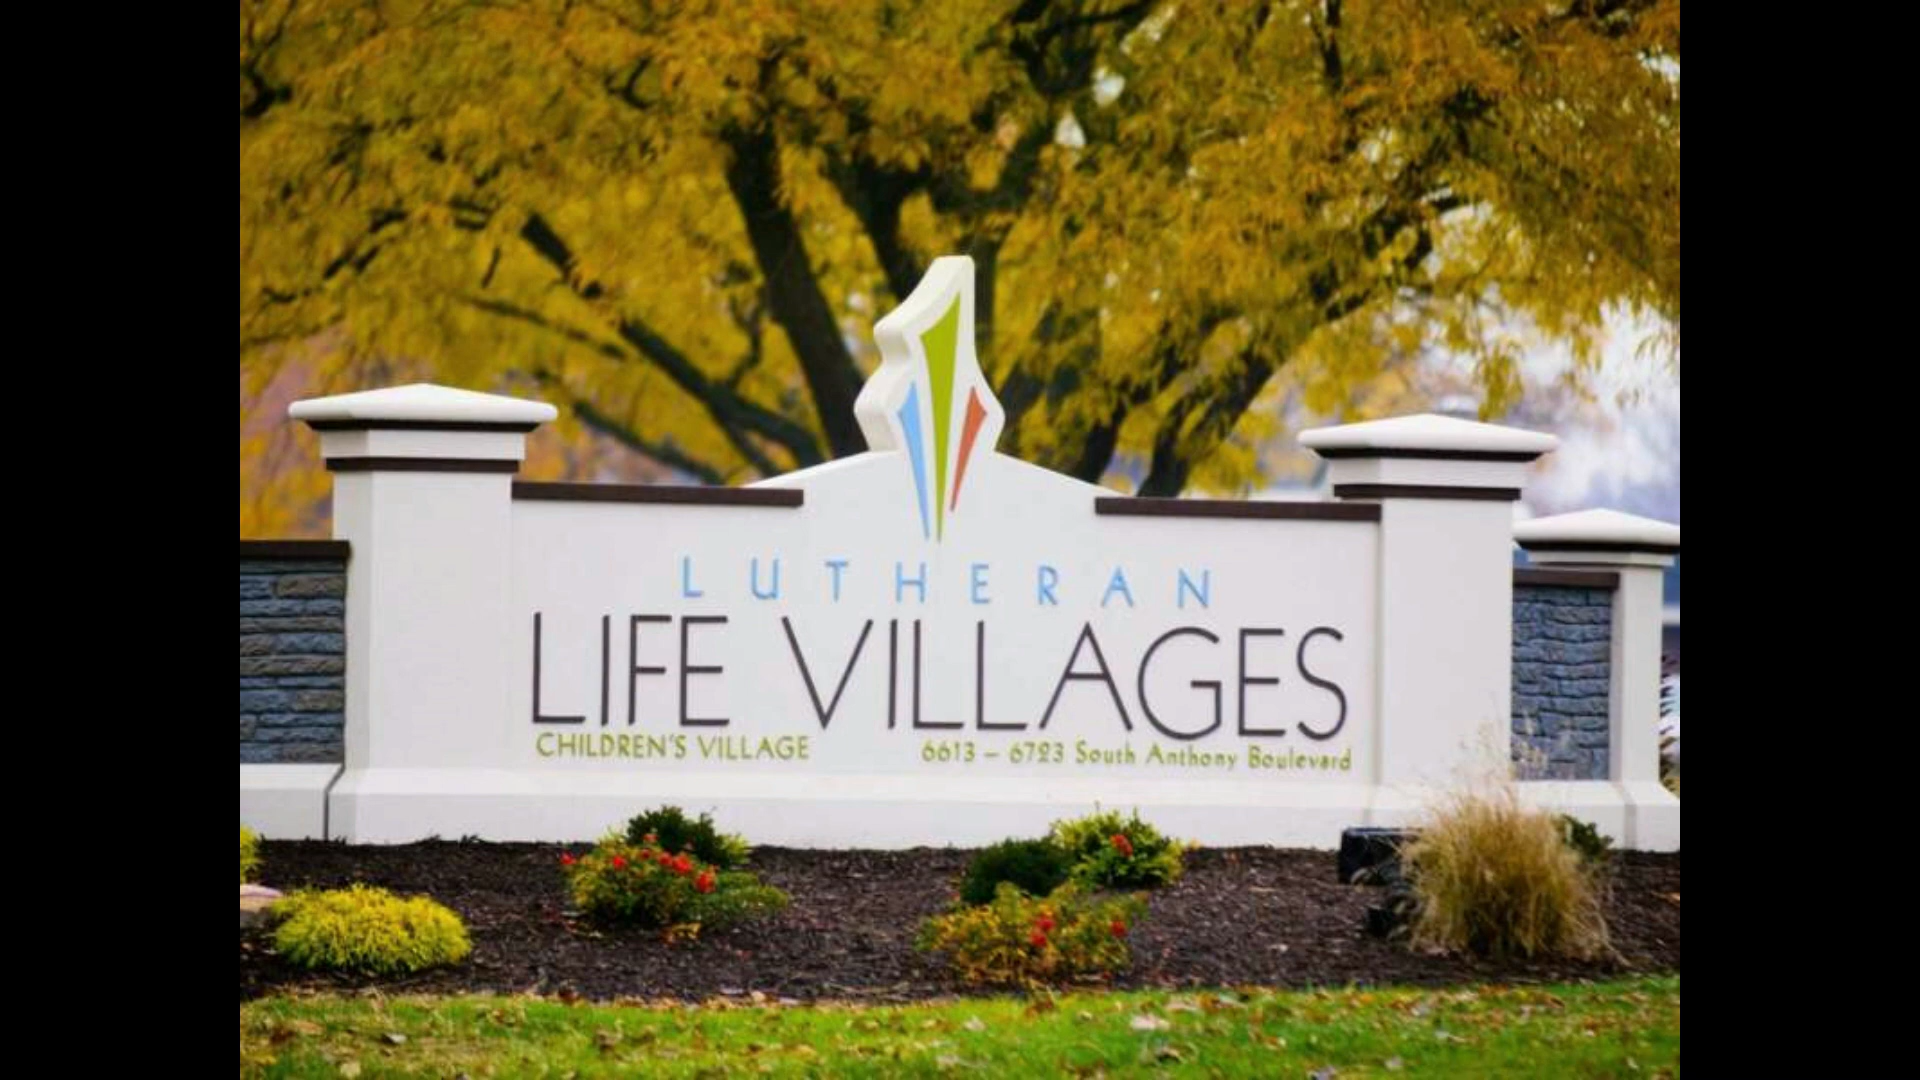 LUTHERAN
LIFE VILLAGES
CHILDREN'S VILLAGE 6613 – 6723 South Anthony Boulevard